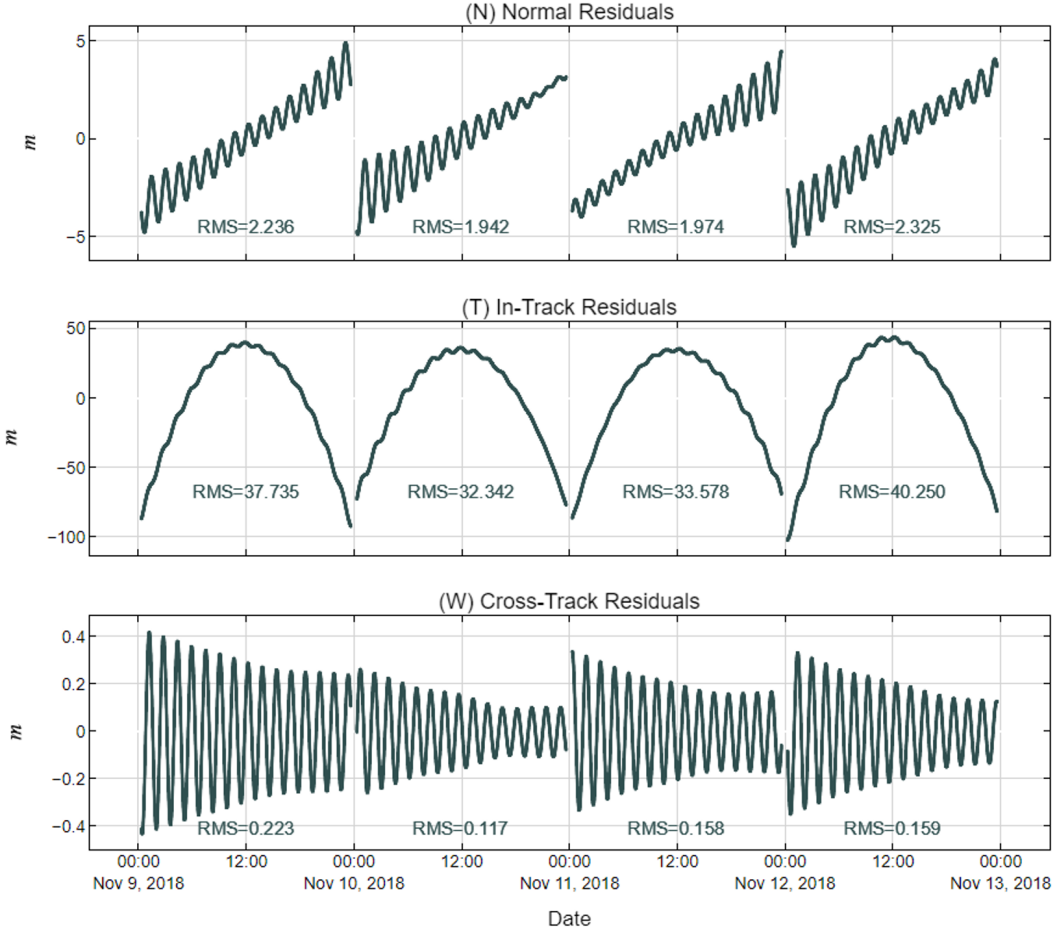 (N) Normal Residuals
5
0
−5
m
RMS=2.236
RMS=1.942
RMS=1.974
RMS=2.325
(T) In-Track Residuals
50
0
−50
−100
m
RMS=37.735
RMS=32.342
RMS=33.578
RMS=40.250
(W) Cross-Track Residuals
0.4
0.2
0
−0.2
−0.4
m
RMS=0.223
RMS=0.117
RMS=0.158
RMS=0.159
00:00 12:00 00:00 12:00 00:00 12:00 00:00 12:00 00:00
Nov 9, 2018 Nov 10, 2018 Nov 11, 2018 Nov 12, 2018 Nov 13, 2018
Date